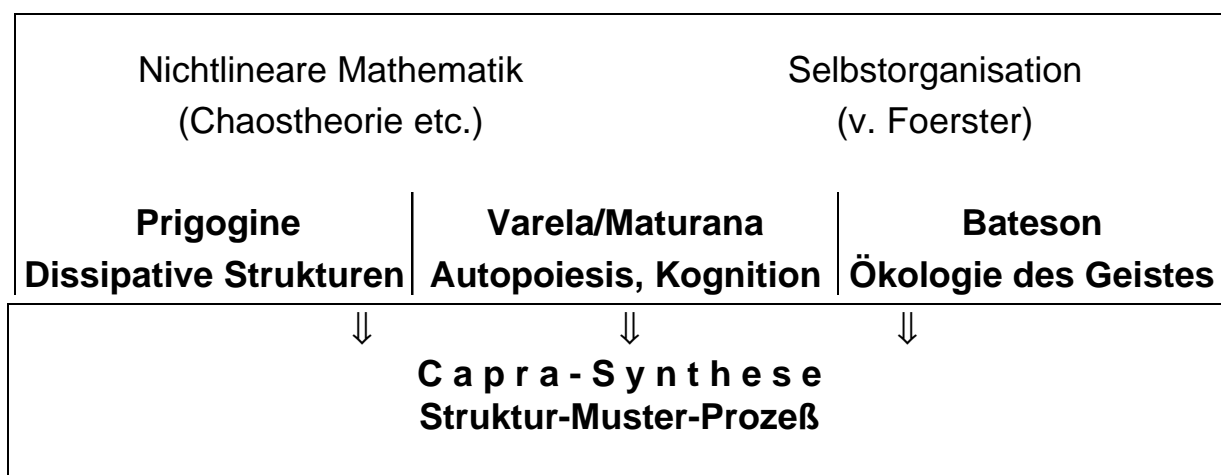 Nichtlineare Mathematik Selbstorganisation
(Chaostheorie etc.) (v. Foerster)
Prigogine Varela/Maturana Bateson
Dissipative Strukturen Autopoiesis, Kognition Ökologie des Geistes
⇓ ⇓ ⇓
C a p r a - S y n t h e s e
Struktur-Muster-Prozeß